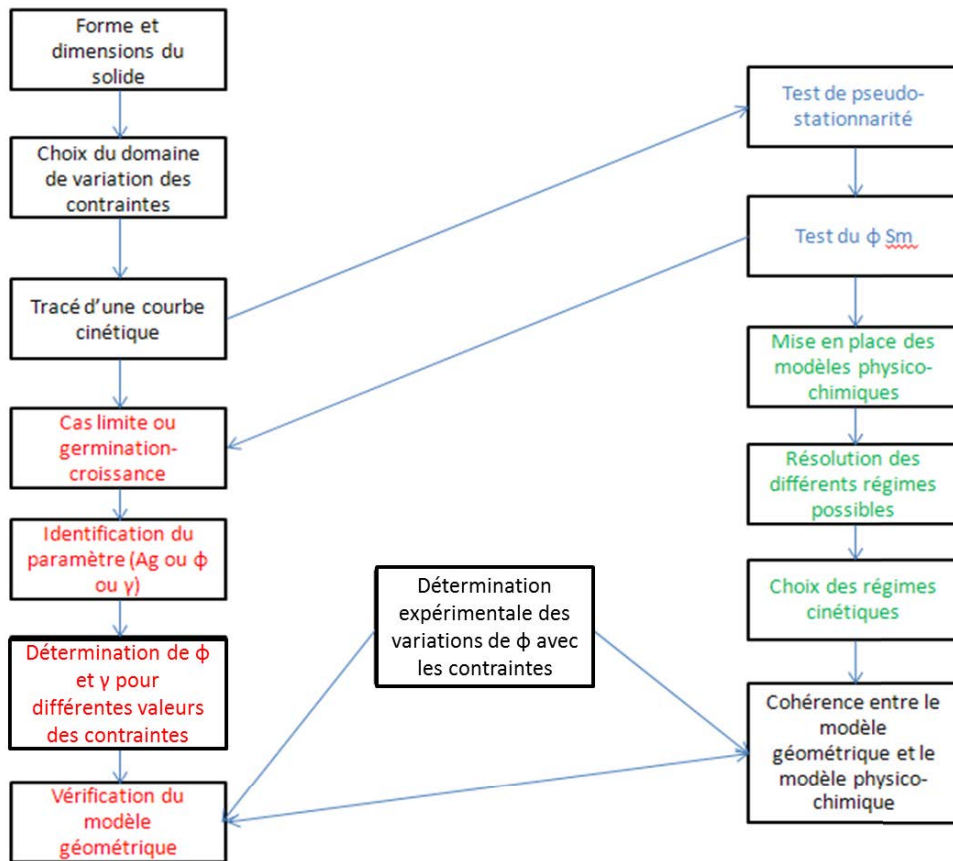 Forme et
dimensions du
solide
Choix du domaine
de variation des
contraintes
Tracé d'une courbe
cinétique
Cas limite ou
germination-
croissance
Identification du
paramètre (Ag ou ϕ
ou γ)
Détermination de ϕ
et γ pour
différentes valeurs
des contraintes
Vérification du
modèle
géométrique
Détermination
expérimentale des
variations de ϕ avec
les contraintes
Test de pseudo-
stationnarité
Test du ϕ Sm
Mise en place des
modèles physico-
chimiques
Résolution des
différents régimes
possibles
Choix des régimes
cinétiques
Cohérence entre le
modèle
géométrique et le
modèle physico-
chimique